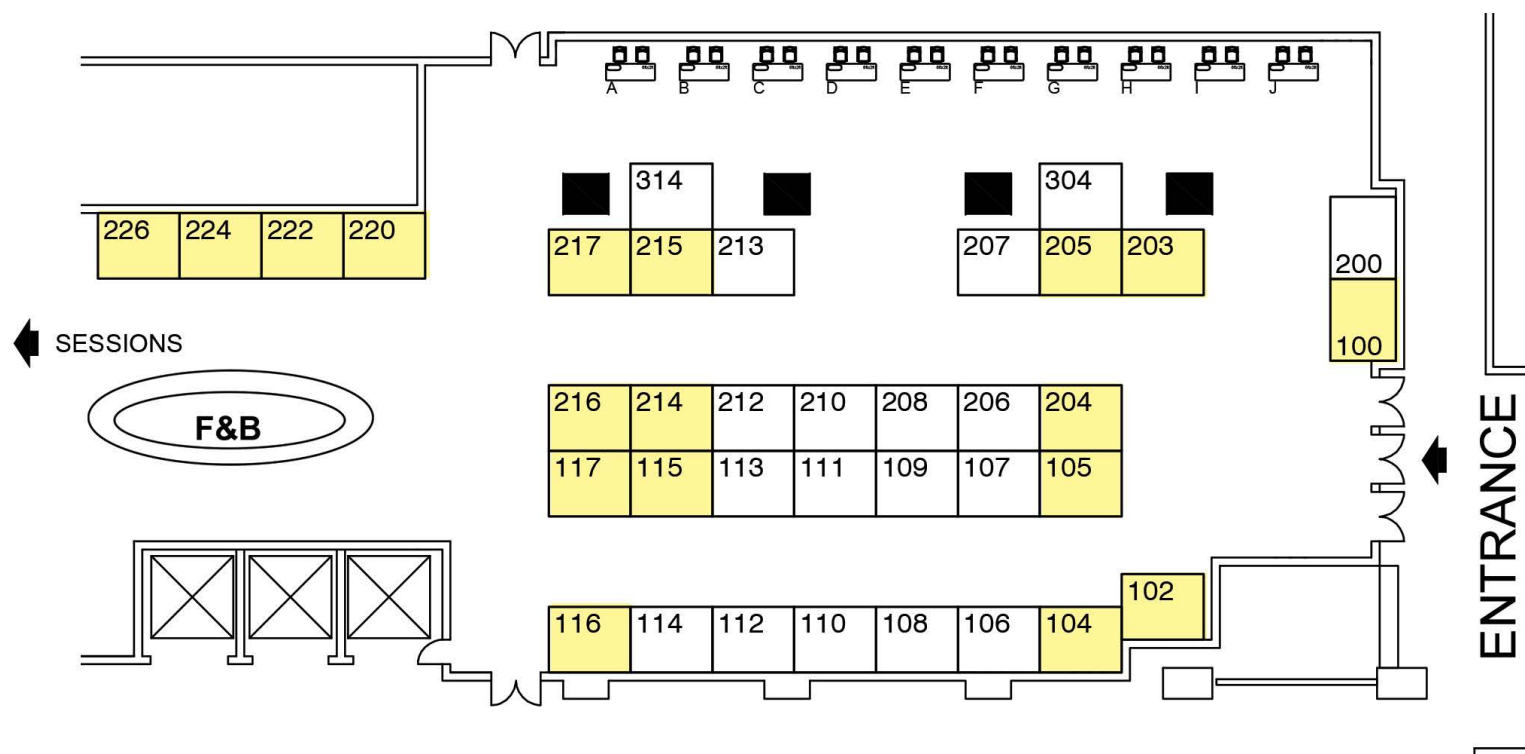 A B C D E F G H I J
314 304
226 224 222 220 217 215 213 207 205 203
200
SESSIONS
100
F&B
216 214 212 210 208 206 204
117 115 113 111 109 107 105
ENTRANCE
102
116 114 112 110 108 106 104